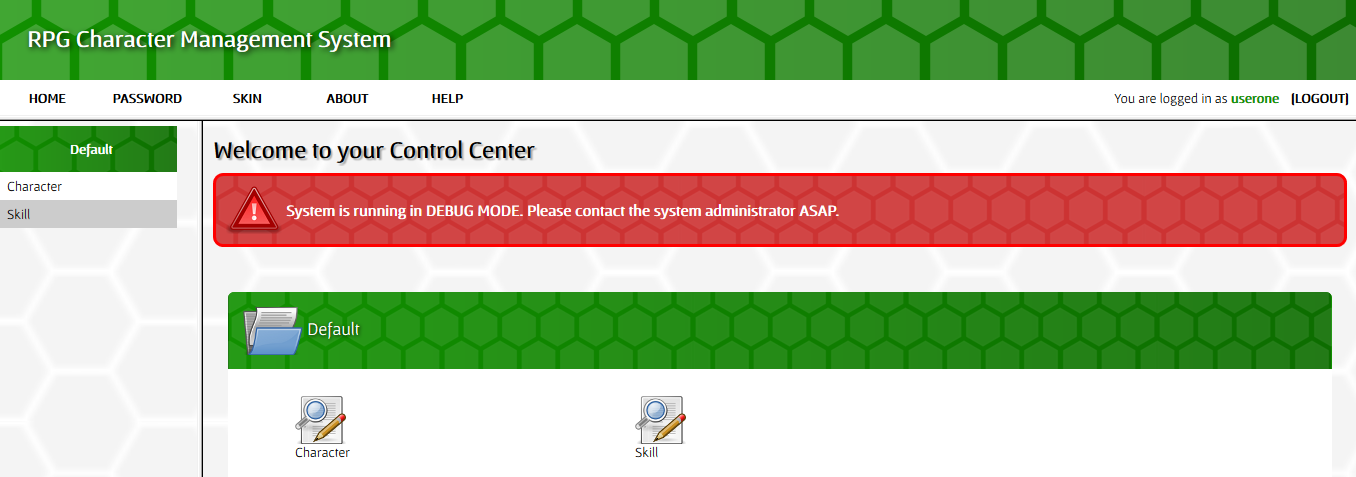 RPG Character Management System
HOME PASSWORD SKIN ABOUT HELP You are logged in as userone [LOGOUT]
Default
Character
Skill
Welcome to your Control Center
System is running in DEBUG MODE. Please contact the system administrator ASAP.
Default
Character Skill